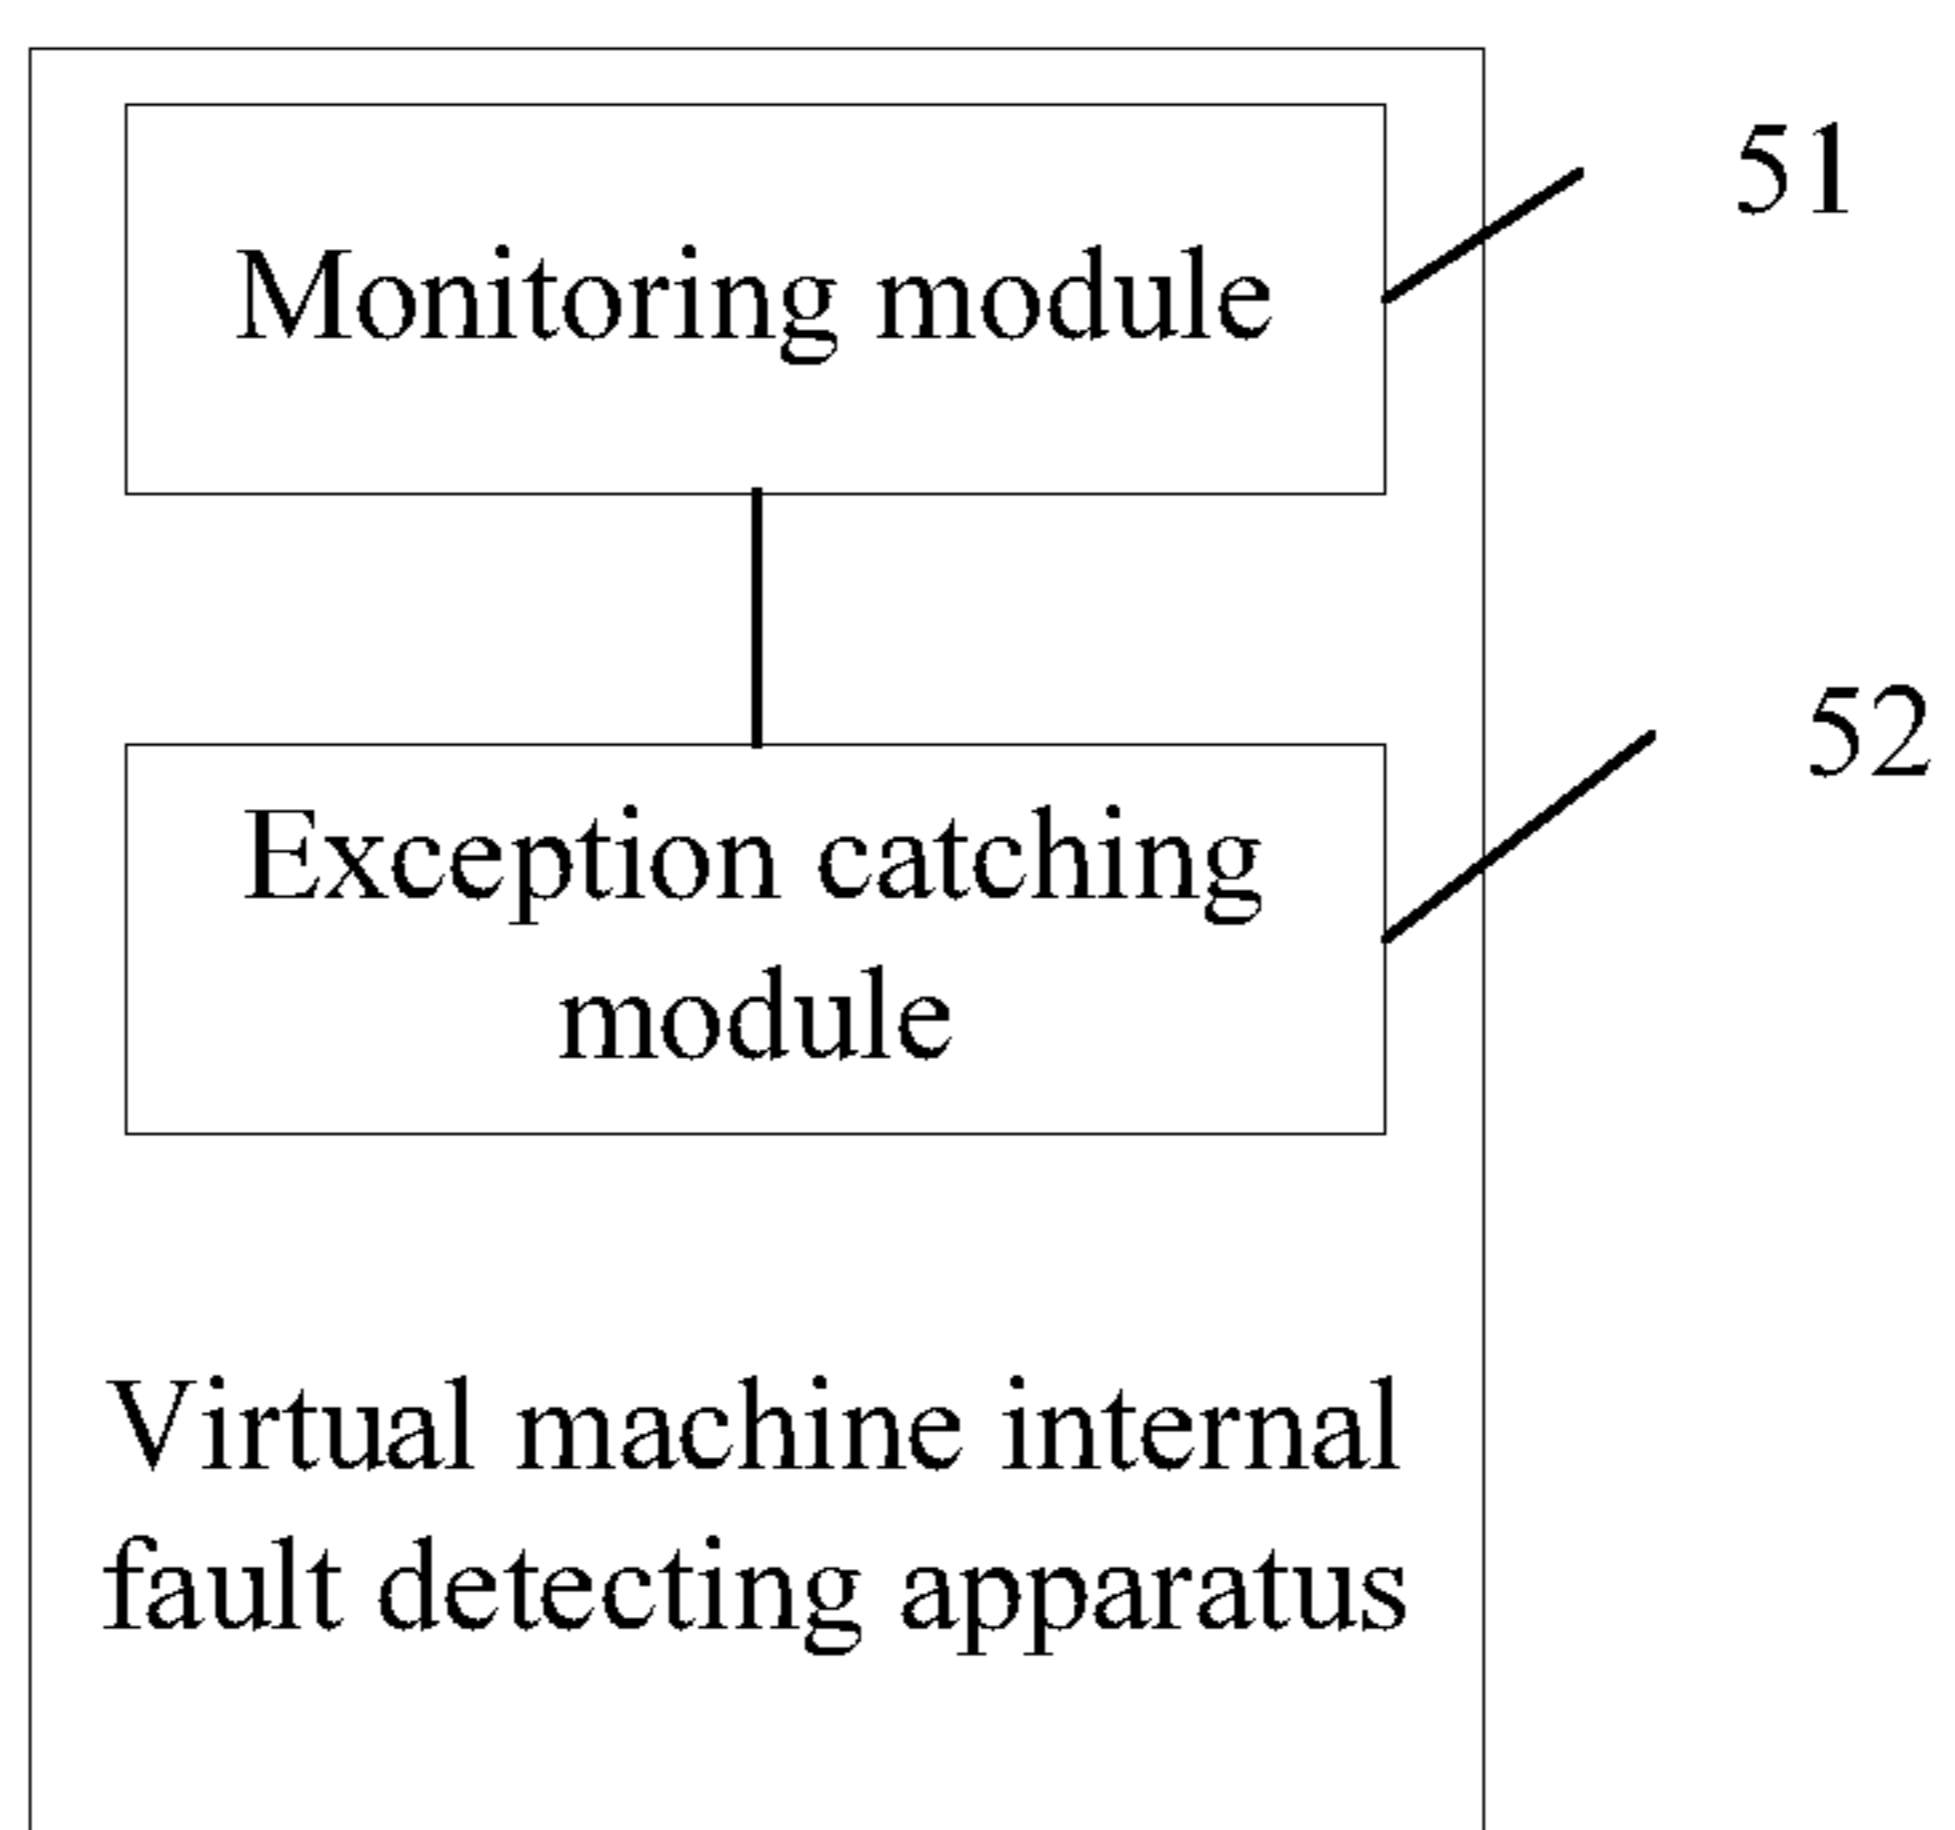 Monitoring module
51
Exception catching
module
52
Virtual machine internal
fault detecting apparatus